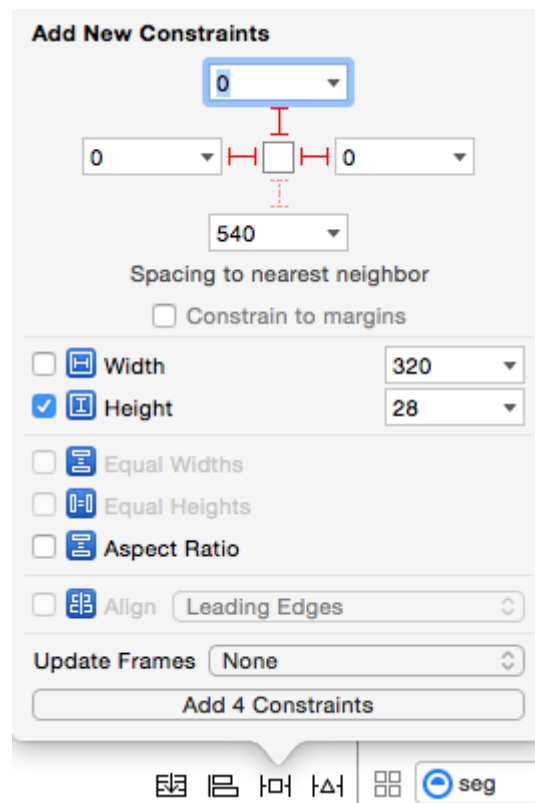 Add New Constraints
0
0 0
540
Spacing to nearest neighbor
Constrain to margins
Width 320
Height 28
Equal Widths
Equal Heights
Aspect Ratio
Align Leading Edges
Update Frames None
Add 4 Constraints
seg